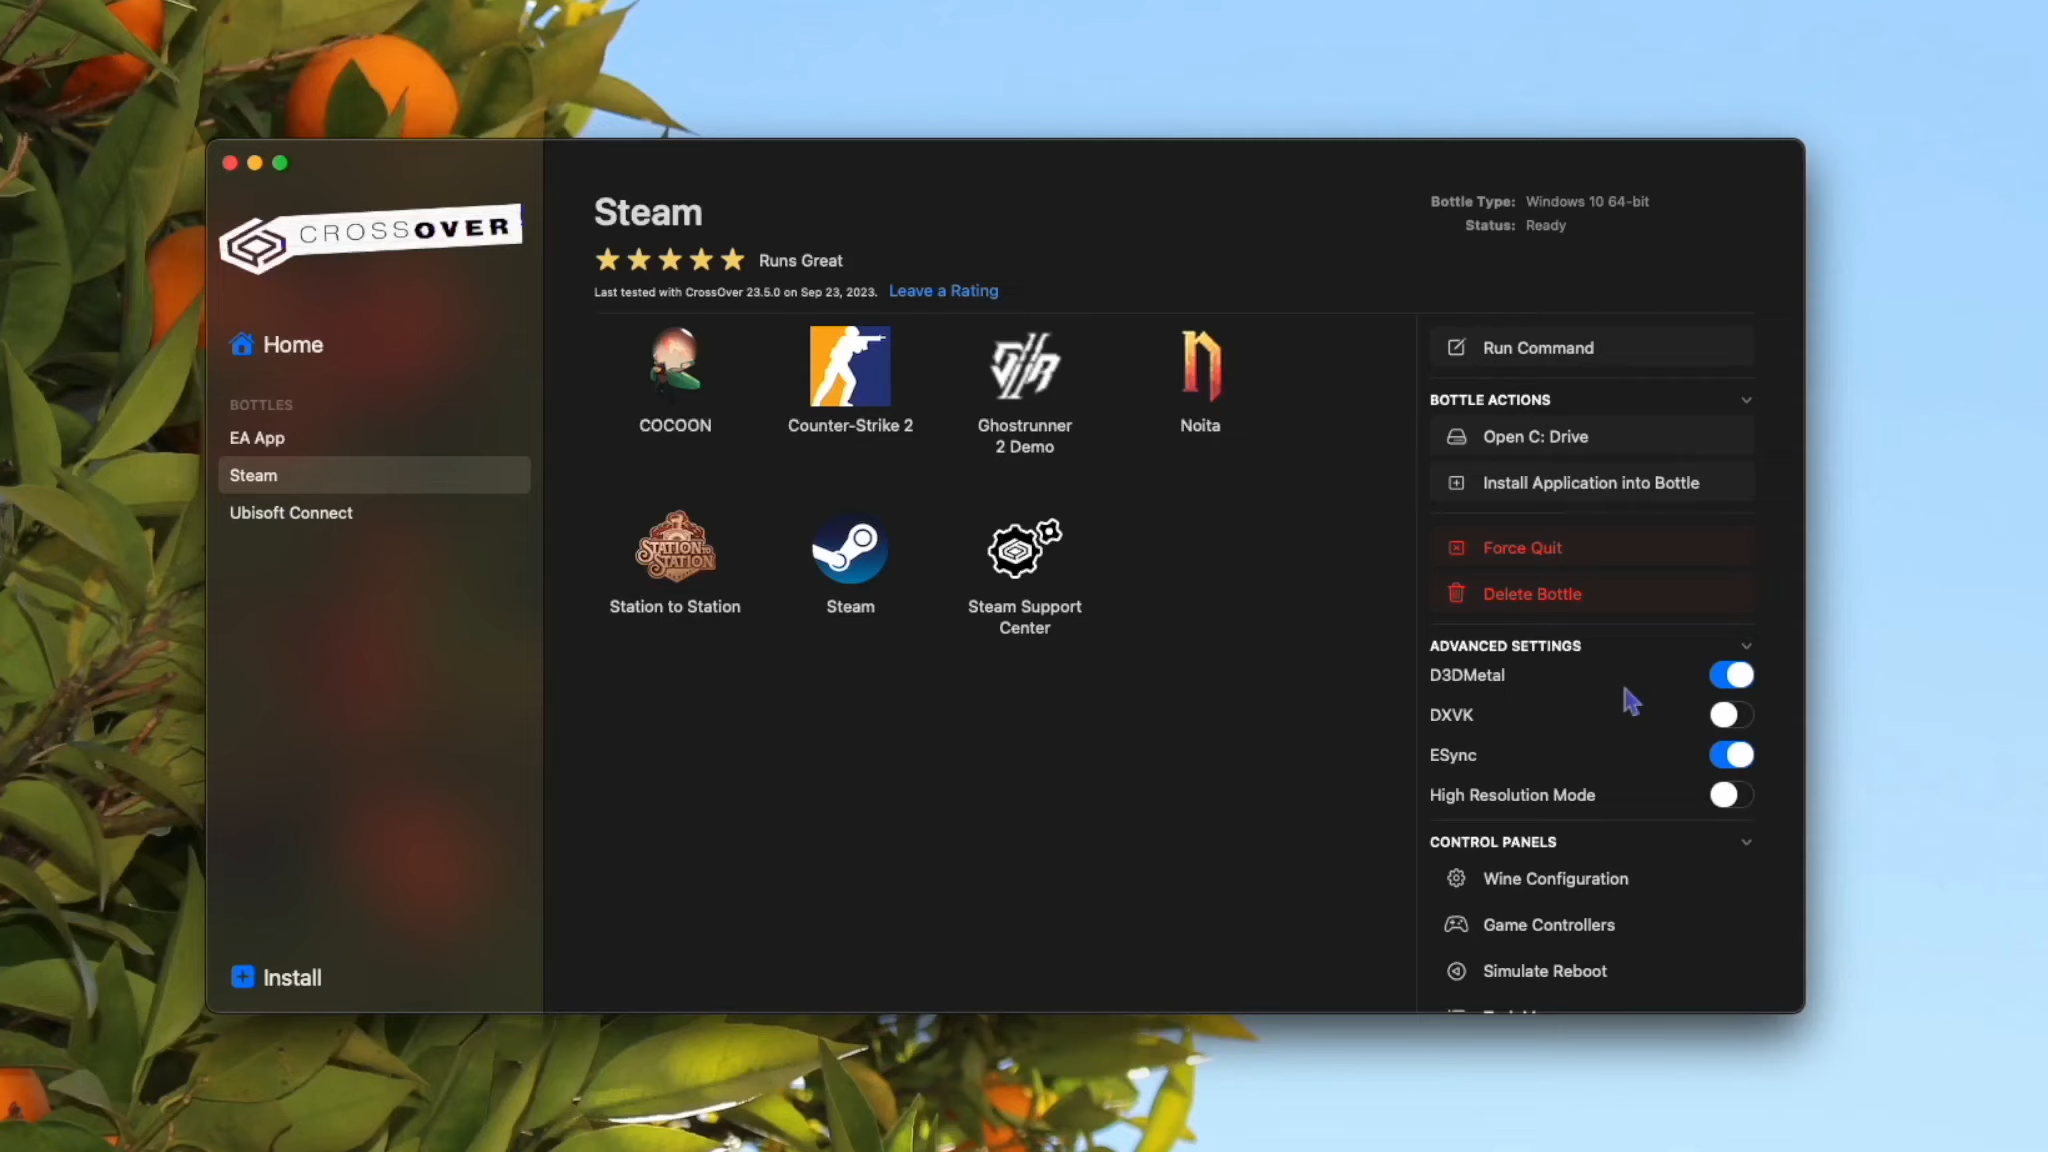 CROSSOVER
Home
BOTTLES
EA App
Steam
Ubisoft Connect
Install
Steam
Runs Great
Last tested with CrossOver 23.5.0 on Sep 23, 2023. Leave a Rating
Bottle Type: Windows 10 64-bit
Status: Ready
COCOON
Counter-Strike 2
Ghostrunner
2 Demo
Noita
STATION
TO
STATION
Station to Station
Steam
Steam Support
Center
Run Command
BOTTLE ACTIONS
Open C: Drive
Install Application into Bottle
Force Quit
Delete Bottle
ADVANCED SETTINGS
D3DMetal
DXVK
ESync
High Resolution Mode
CONTROL PANELS
Wine Configuration
Game Controllers
Simulate Reboot